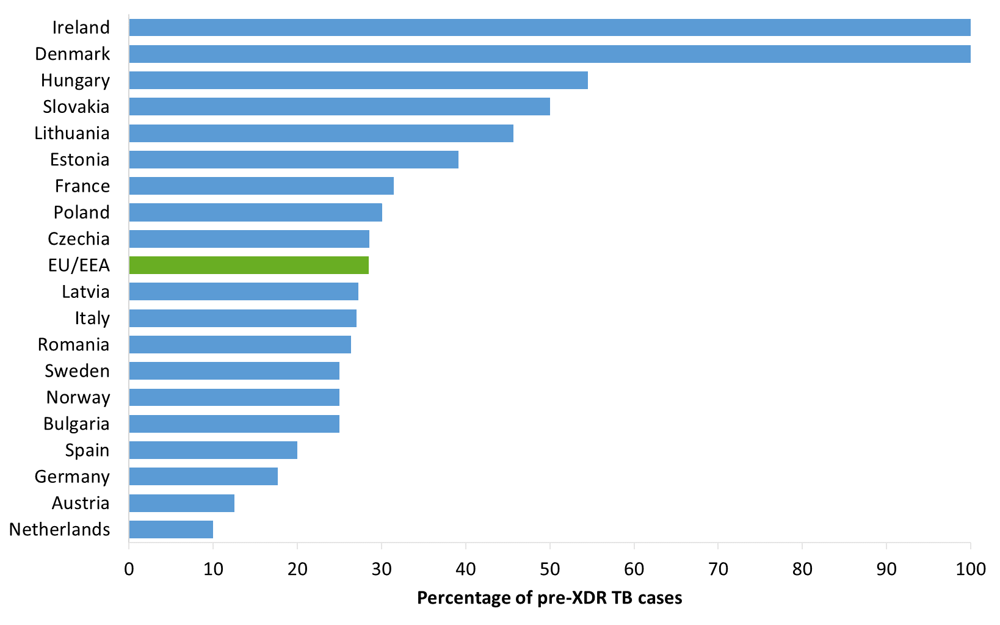 Ireland
Denmark
Hungary
Slovakia
Lithuania
Estonia
France
Poland
Czechia
EU/EEA
Latvia
Italy
Romania
Sweden
Norway
Bulgaria
Spain
Germany
Austria
Netherlands
0 10 20 30 40 50 60 70 80 90 100
Percentage of pre-XDR TB cases